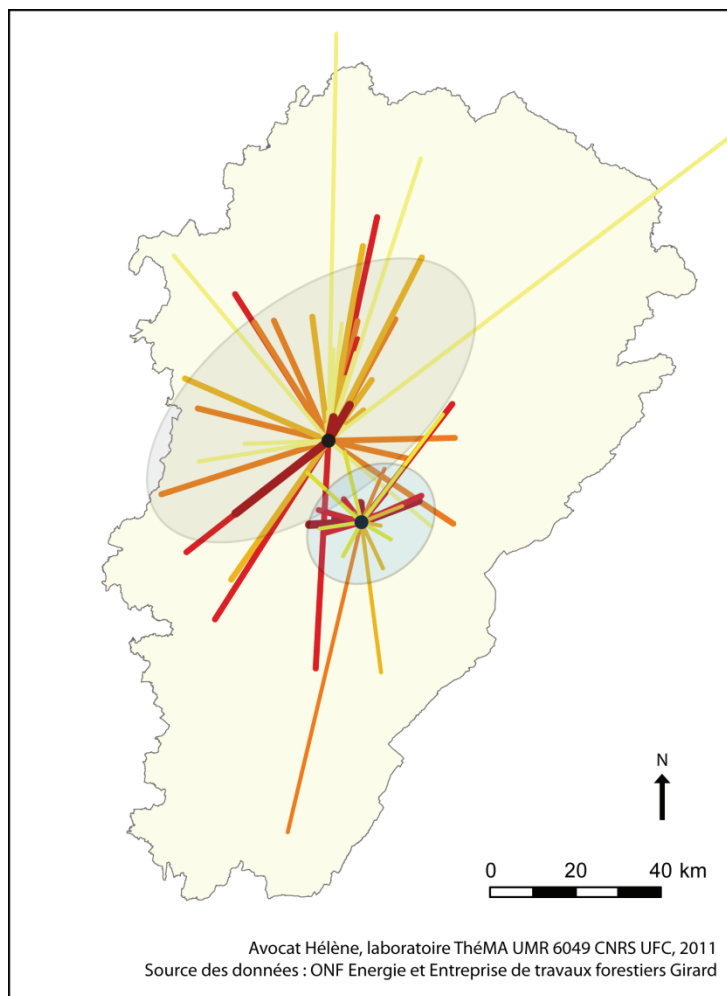 N
0 20 40 km
Avocat Hélène, laboratoire ThéMA UMR 6049 CNRS UFC, 2011
Source des données : ONF Energie et Entreprise de travaux forestiers Girard